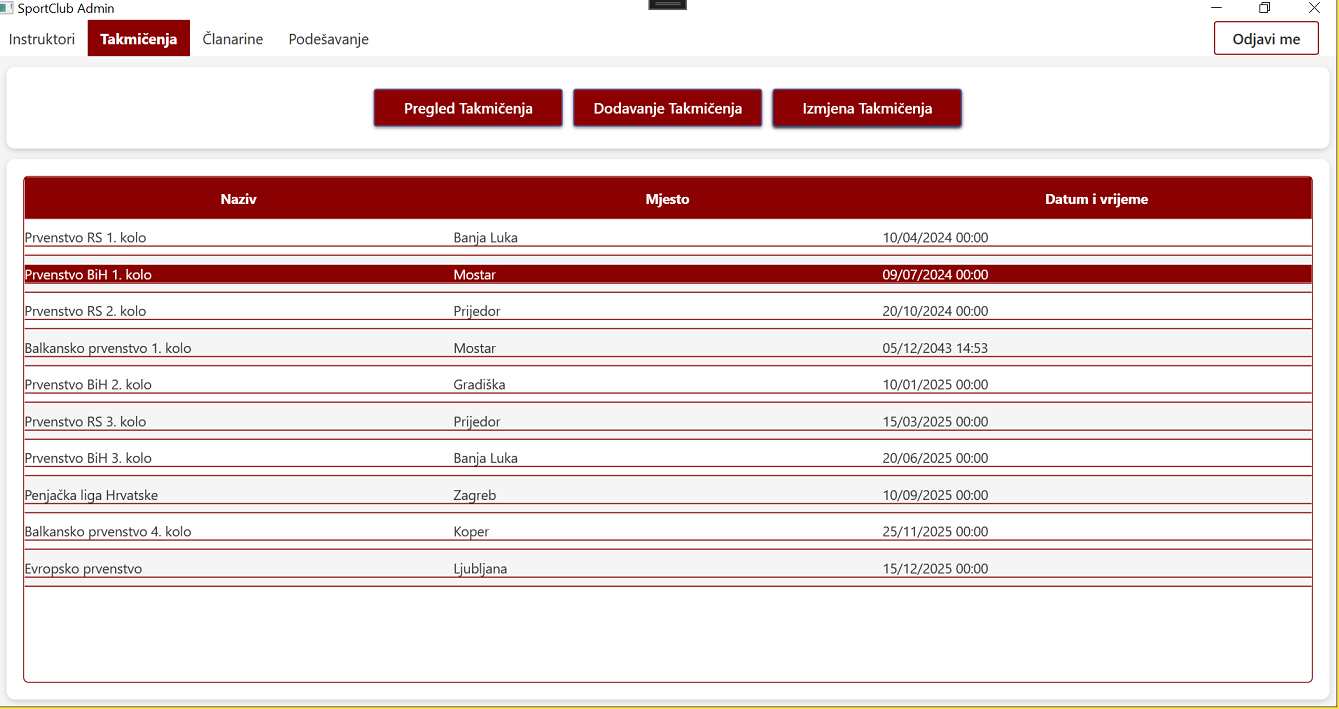 SportClub Admin
Instruktori Takmičenja Članarine Podešavanje Odjavi me
Pregled Takmičenja Dodavanje Takmičenja Izmjena Takmičenja
Naziv Mjesto Datum i vrijeme
Prvenstvo RS 1. kolo Banja Luka 10/04/2024 00:00
Prvenstvo BiH 1. kolo Mostar 09/07/2024 00:00
Prvenstvo RS 2. kolo Prijedor 20/10/2024 00:00
Balkansko prvenstvo 1. kolo Mostar 05/12/2043 14:53
Prvenstvo BiH 2. kolo Gradiška 10/01/2025 00:00
Prvenstvo RS 3. kolo Prijedor 15/03/2025 00:00
Prvenstvo BiH 3. kolo Banja Luka 20/06/2025 00:00
Penjačka liga Hrvatske Zagreb 10/09/2025 00:00
Balkansko prvenstvo 4. kolo Koper 25/11/2025 00:00
Evropsko prvenstvo Ljubljana 15/12/2025 00:00